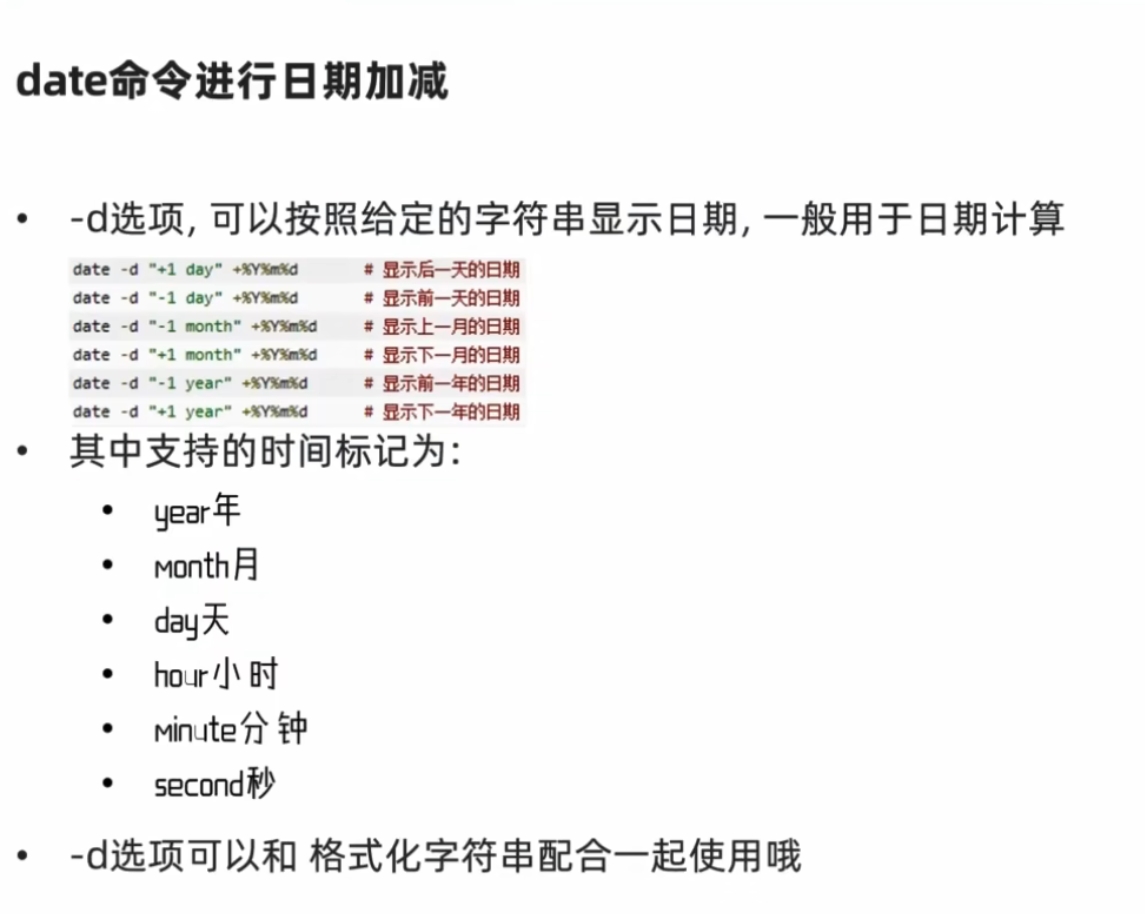 date命令进行日期加减
• -d选项, 可以按照给定的字符串显示日期, 一般用于日期计算
date -d "+1 day" +%Y%m%d # 显示后一天的日期
date -d "-1 day" +%Y%m%d # 显示前一天的日期
date -d "-1 month" +%Y%m%d # 显示上一月的日期
date -d "+1 month" +%Y%m%d # 显示下一月的日期
date -d "-1 year" +%Y%m%d # 显示前一年的日期
date -d "+1 year" +%Y%m%d # 显示下一年的日期
• 其中支持的时间标记为:
• year年
• month月
• day天
• hour小时
• minute分钟
• second秒
• -d选项可以和 格式化字符串配合一起使用哦